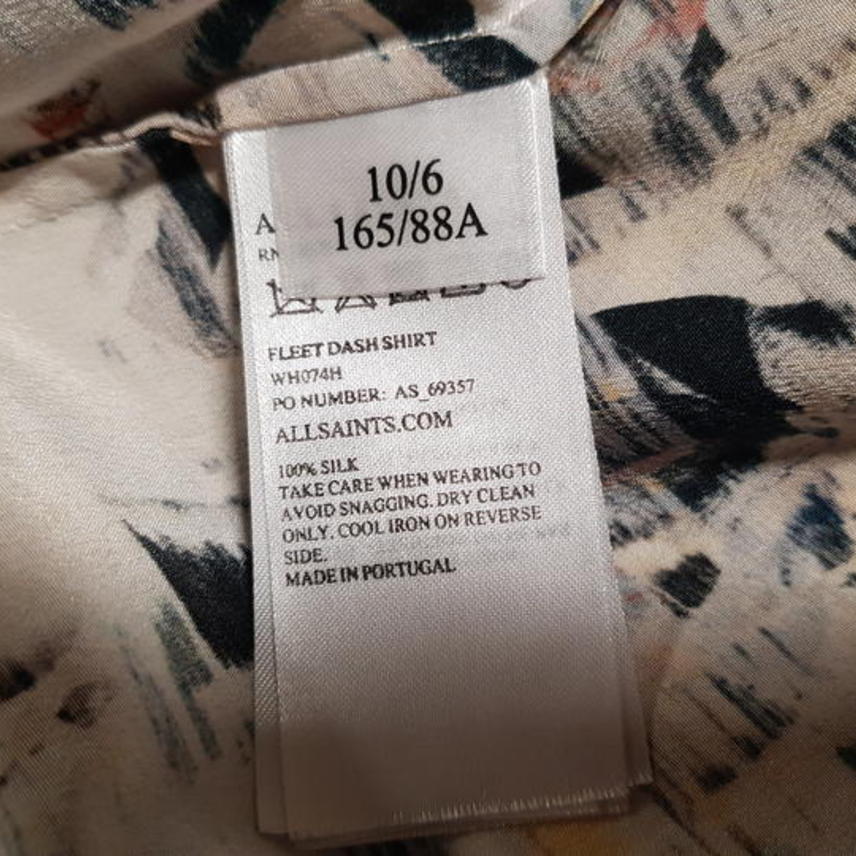 10/6
165/88A
A
RN
FLEET DASH SHIRT
WH074H
PO NUMBER: AS_69357
ALLSAINTS.COM
100% SILK
TAKE CARE WHEN WEARING TO
AVOID SNAGGING. DRY CLEAN
ONLY. COOL IRON ON REVERSE
SIDE.
MADE IN PORTUGAL